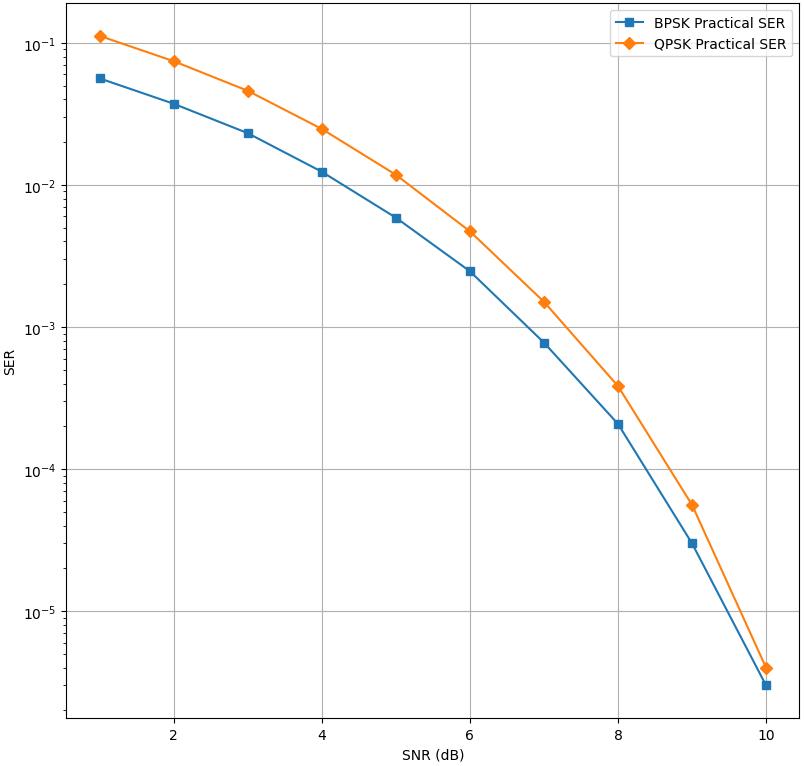 BPSK Practical SER
QPSK Practical SER
10⁻¹
10⁻²
10⁻³
10⁻⁴
10⁻⁵
SER
2 4 6 8 10
SNR (dB)